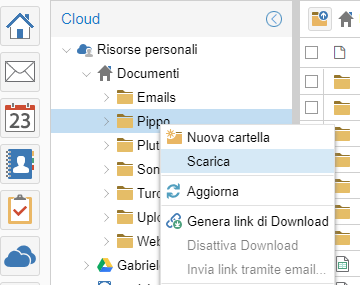 Cloud
Risorse personali
Documenti
Emails
Pippo
Nuova cartella
Scarica
Aggiorna
Genera link di Download
Disattiva Download
Invia link tramite email...
Plut
Son
Turo
Uplo
Web
Gabriel
23